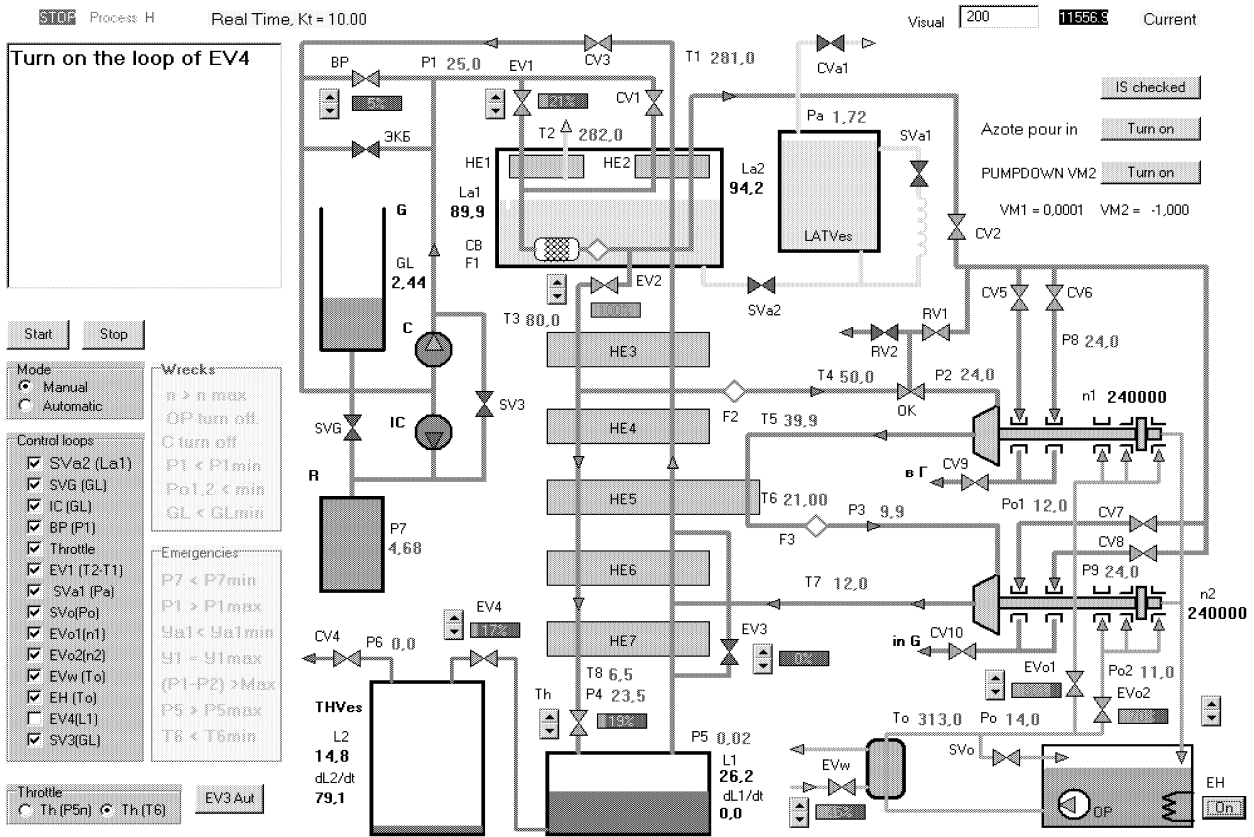 STOP Process H Real Time, Kt = 10.00 Visual 200 11556.9 Current
Turn on the loop of EV4
BP
5%
P1 25,0
EV1
21%
CV3
CV1
T1 281,0
CVa1
IS checked
Azote pour in Turn on
PUMPDOWN VM2 Turn on
VM1 = 0,0001 VM2 = -1,000
ЭКБ
T2 282,0
HE1 HE2
La1
89,9
La2
94,2
CB
F1
Pa 1,72
SVa1
LATVes
SVa2
CV2
G
GL
2,44
C
IC
SVG
SV3
R
P7
4,68
EV2
100%
T3 80,0
HE3
HE4
HE5
HE6
HE7
CV5 CV6
RV1
RV2
P8 24,0
T4 50,0
P2 24,0
OK
F2
n1 240000
T5 39,9
в Г
CV9
Po1 12,0
T6 21,00
P3 9,9
F3
CV7
CV8
P9 24,0
T7 12,0
n2
240000
in G
CV10
Po2 11,0
EVo1
EVo2
70%
Start Stop
Mode
Manual
Automatic
Control loops
SVa2 (La1)
SVG (GL)
IC (GL)
BP (P1)
Throttle
EV1 (T2-T1)
SVa1 (Pa)
SVo(Po)
EVo1(n1)
EVo2(n2)
EVw (To)
EH (To)
EV4(L1)
SV3(GL)
Wrecks
n > n max
OP turn off.
C turn off
P1 < P1min
Po1,2 < min
GL < GLmin
Emergencies
P7 < P7min
P1 > P1max
Уa1< Уa1min
У1 = У1max
(P1-P2) >Max
P5 > P5max
T6 < T6min
Throttle
Th (P5n) Th (T6)
EV3 Aut
CV4
P6 0,0
EV4
17%
THVes
L2
14,8
dL2/dt
79,1
EV3
0%
T8 6,5
P4 23,5
Th
19%
P5 0,02
L1
26,2
dL1/dt
0,0
To 313,0
Po 14,0
SVo
EVw
OP
EH
On